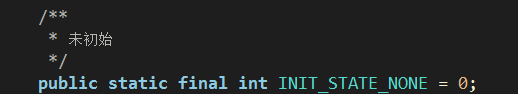 /**
* 未初始
*/
public static final int INIT_STATE_NONE = 0;